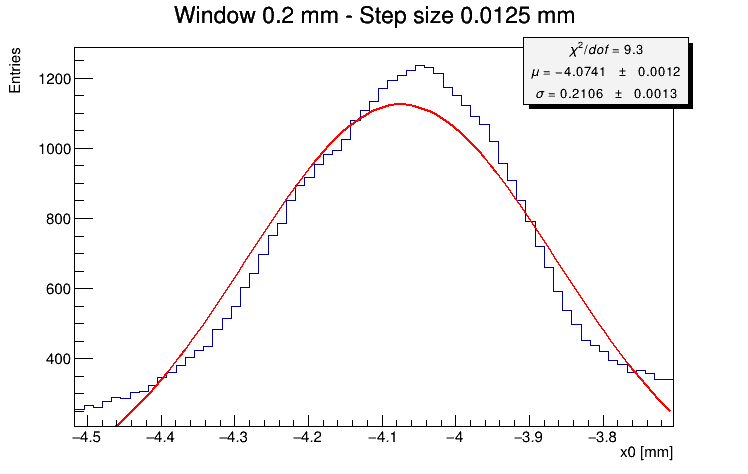 Window 0.2 mm - Step size 0.0125 mm
χ²/dof = 9.3
μ = −4.0741 ± 0.0012
σ = 0.2106 ± 0.0013
Entries
1200
1000
800
600
400
−4.5 −4.4 −4.3 −4.2 −4.1 −4 −3.9 −3.8
x0 [mm]